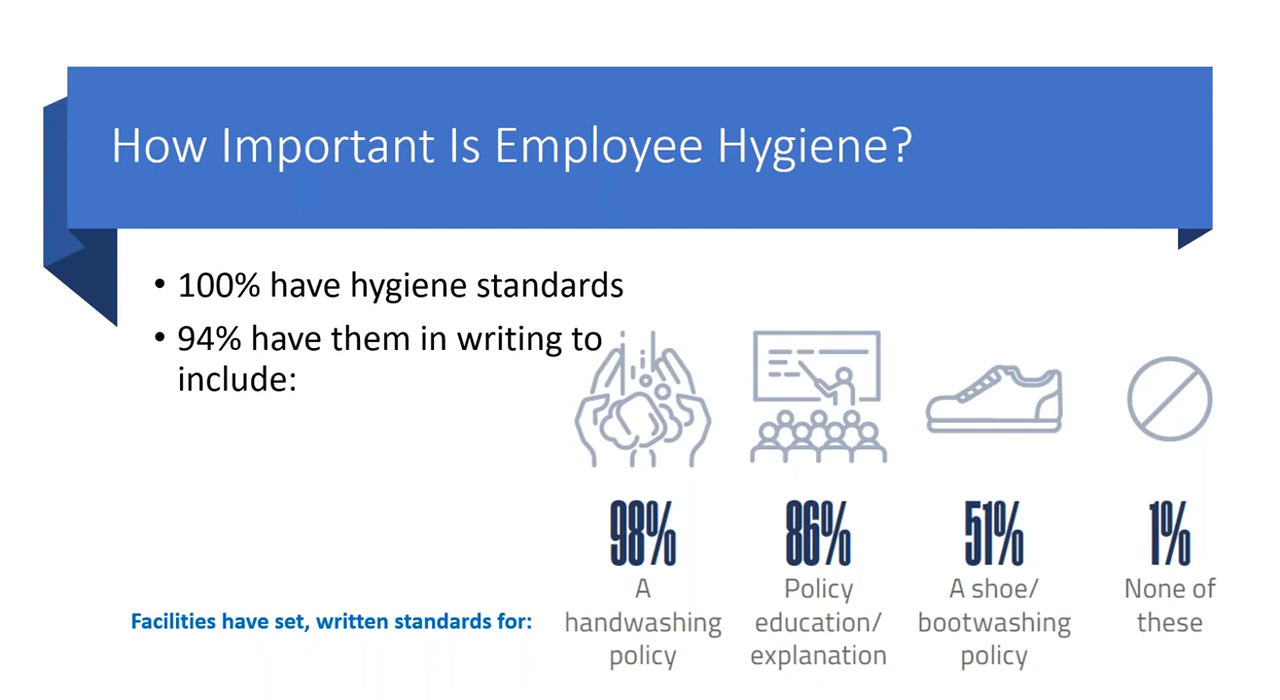 How Important Is Employee Hygiene?
• 100% have hygiene standards
• 94% have them in writing to
include:
Facilities have set, written standards for:
98%
A
handwashing
policy
86%
Policy
education/
explanation
51%
A shoe/
bootwashing
policy
1%
None of
these